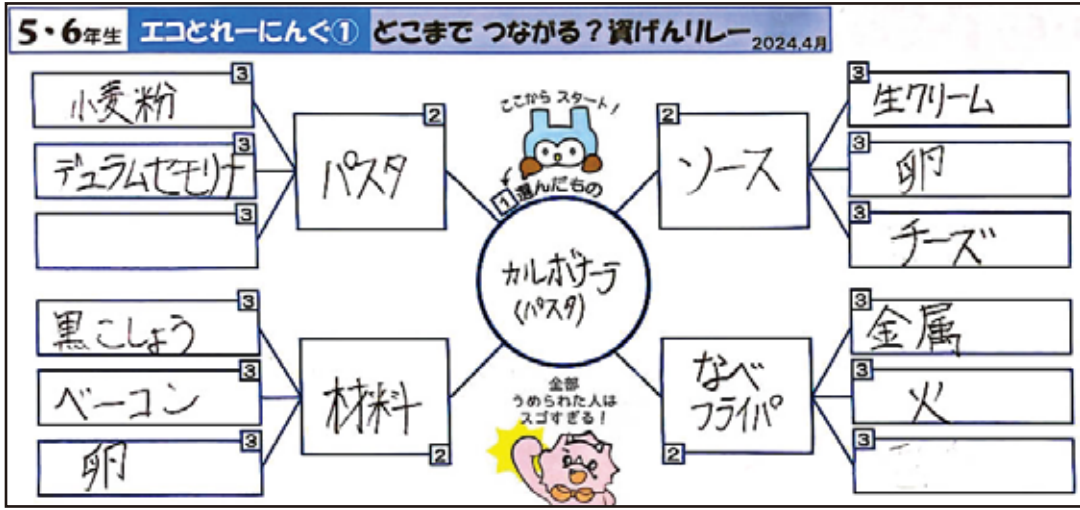 5・6年生 エコとれーにんぐ① どこまで つながる？資げんリレー 2024.4月
ここから スタート！
1 選んだもの
カルボナーラ
(パスタ)
2
パスタ
3
小麦粉
3
デュラムセモリナ
3
2
ソース
3
生クリーム
3
卵
3
チーズ
2
材料
3
黒こしょう
3
ベーコン
3
卵
2
なべ
フライパ
3
金属
3
火
3
全部
うめられた人は
スゴすぎる！